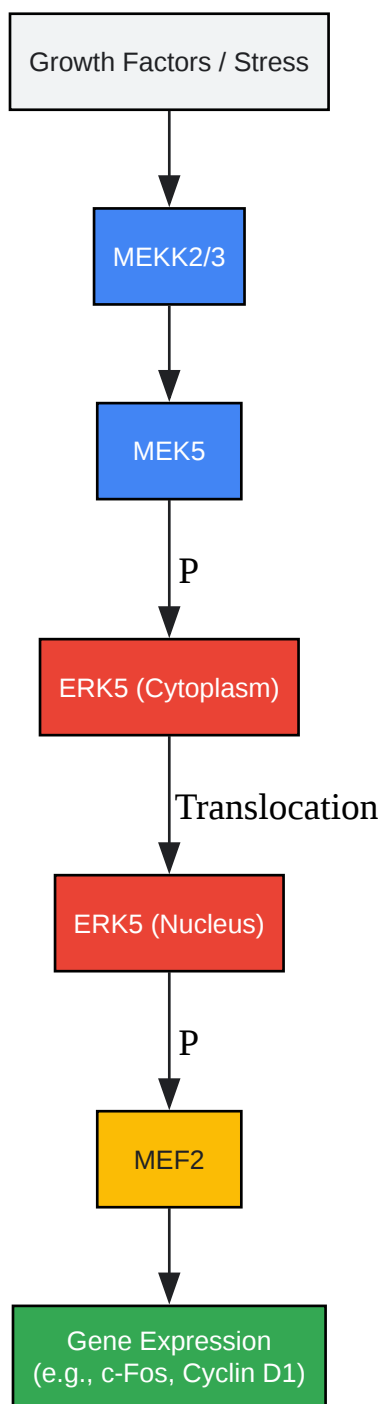 Growth Factors / Stress
MEKK2/3
MEK5
P
ERK5 (Cytoplasm)
Translocation
ERK5 (Nucleus)
P
MEF2
Gene Expression
(e.g., c-Fos, Cyclin D1)